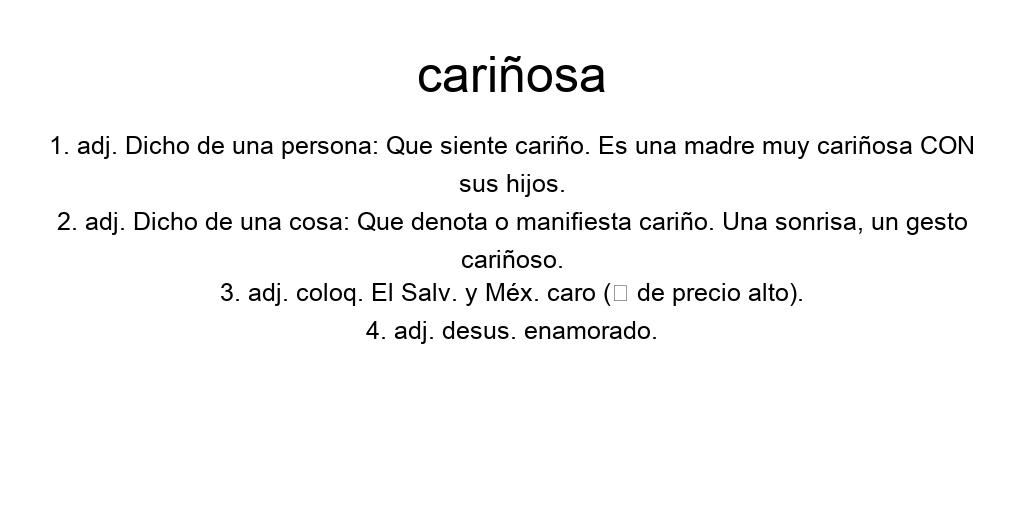 cariñosa
1. adj. Dicho de una persona: Que siente cariño. Es una madre muy cariñosa CON
sus hijos.
2. adj. Dicho de una cosa: Que denota o manifiesta cariño. Una sonrisa, un gesto
cariñoso.
3. adj. coloq. El Salv. y Méx. caro (▯ de precio alto).
4. adj. desus. enamorado.